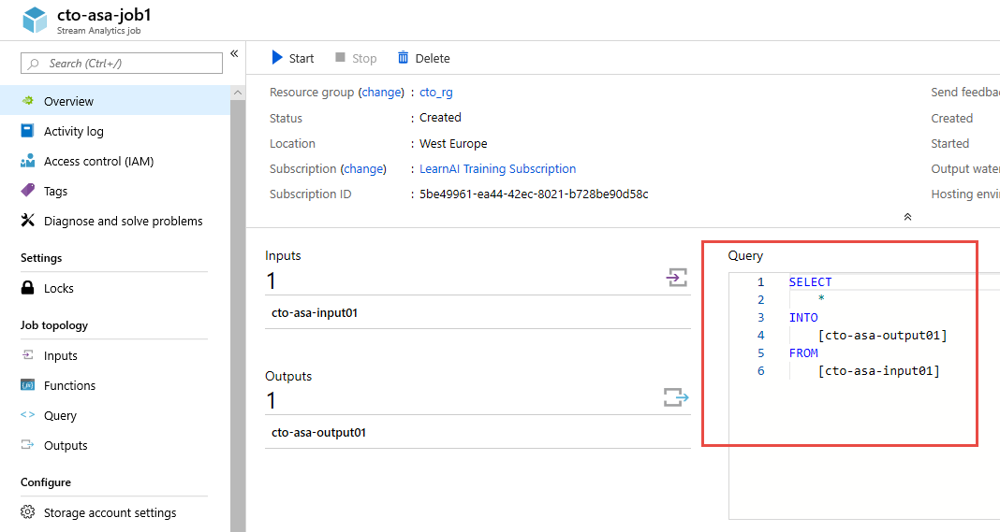 cto-asa-job1
Stream Analytics job
Search (Ctrl+/)
Overview
Activity log
Access control (IAM)
Tags
Diagnose and solve problems
Settings
Locks
Job topology
Inputs
Functions
Query
Outputs
Configure
Storage account settings
Start Stop Delete
Resource group (change) : cto_rg
Status : Created
Location : West Europe
Subscription (change) : LearnAI Training Subscription
Subscription ID : 5be49961-ea44-42ec-8021-b728be90d58c
Send feedba
Created
Started
Output water
Hosting envi
Inputs
1
cto-asa-input01
Outputs
1
cto-asa-output01
Query
1 SELECT
2 *
3 INTO
4 [cto-asa-output01]
5 FROM
6 [cto-asa-input01]